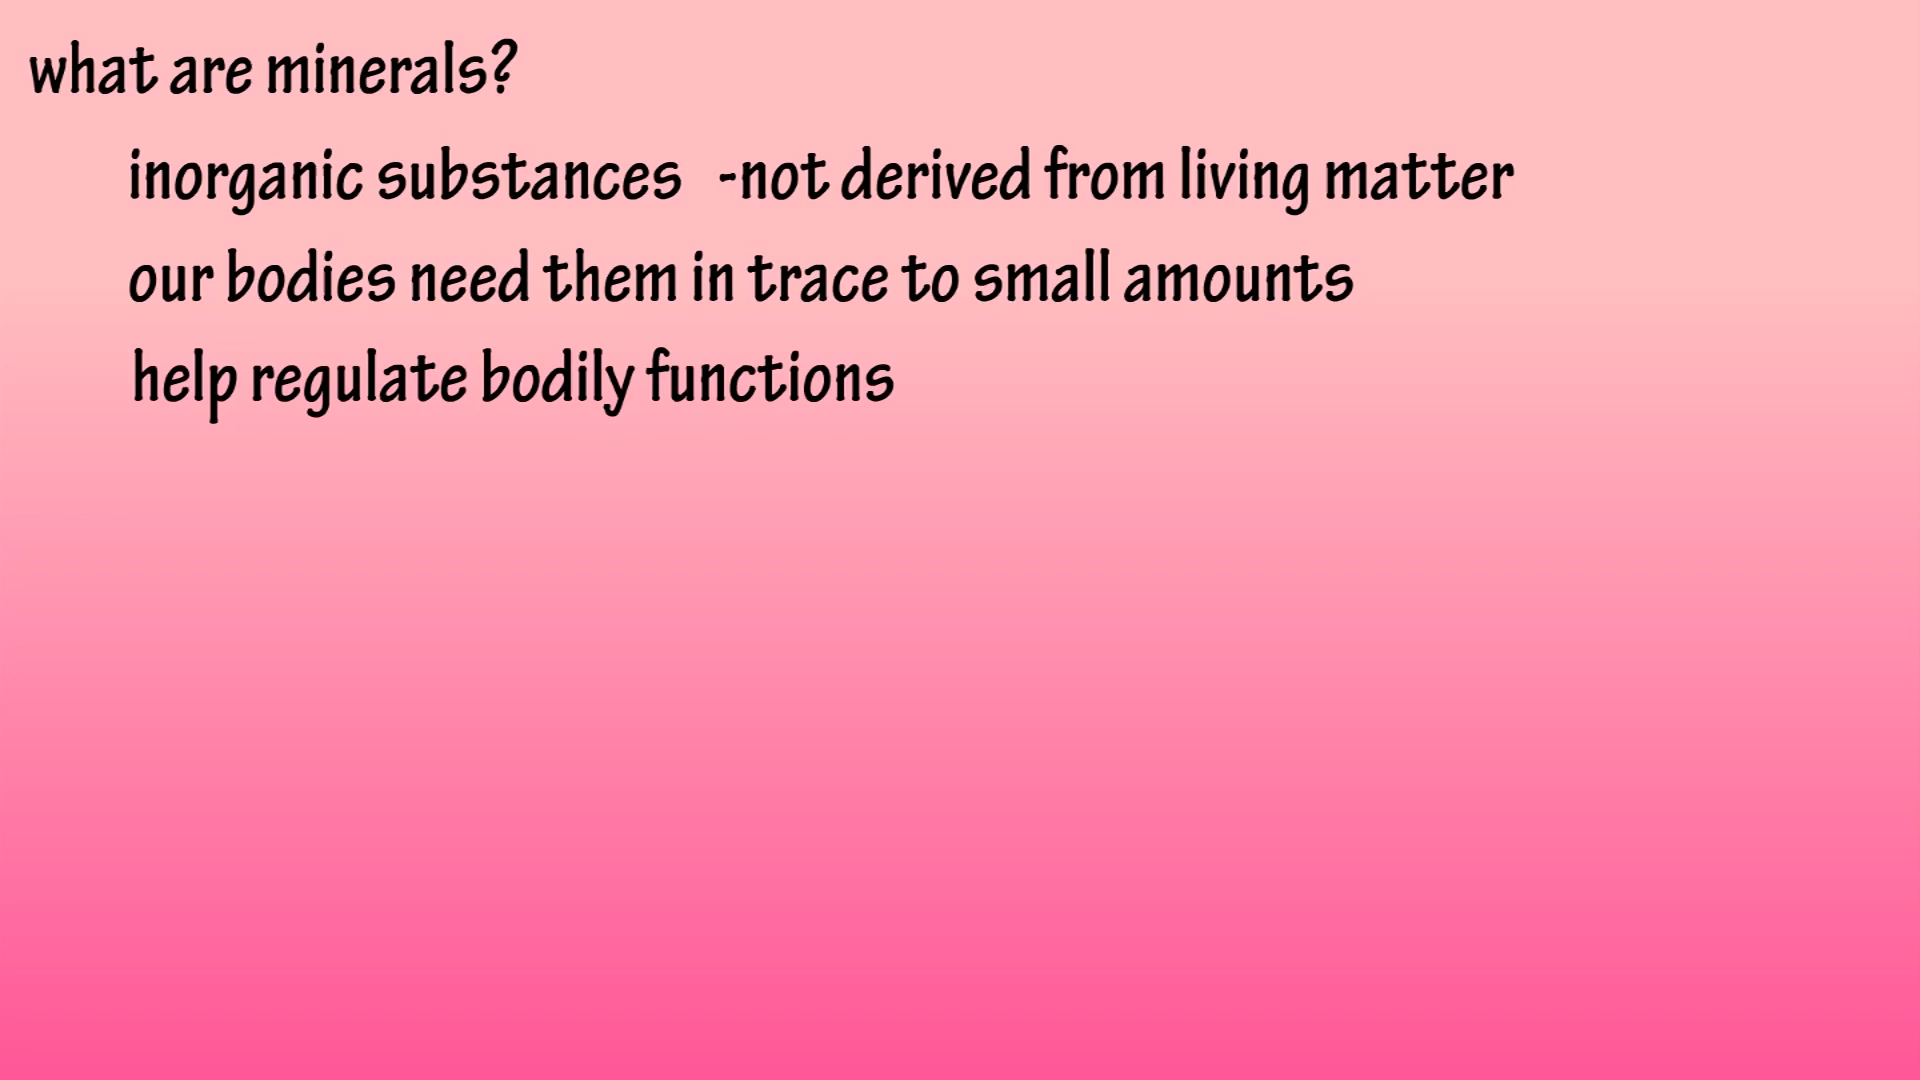 what are minerals?
inorganic substances -not derived from living matter
our bodies need them in trace to small amounts
help regulate bodily functions